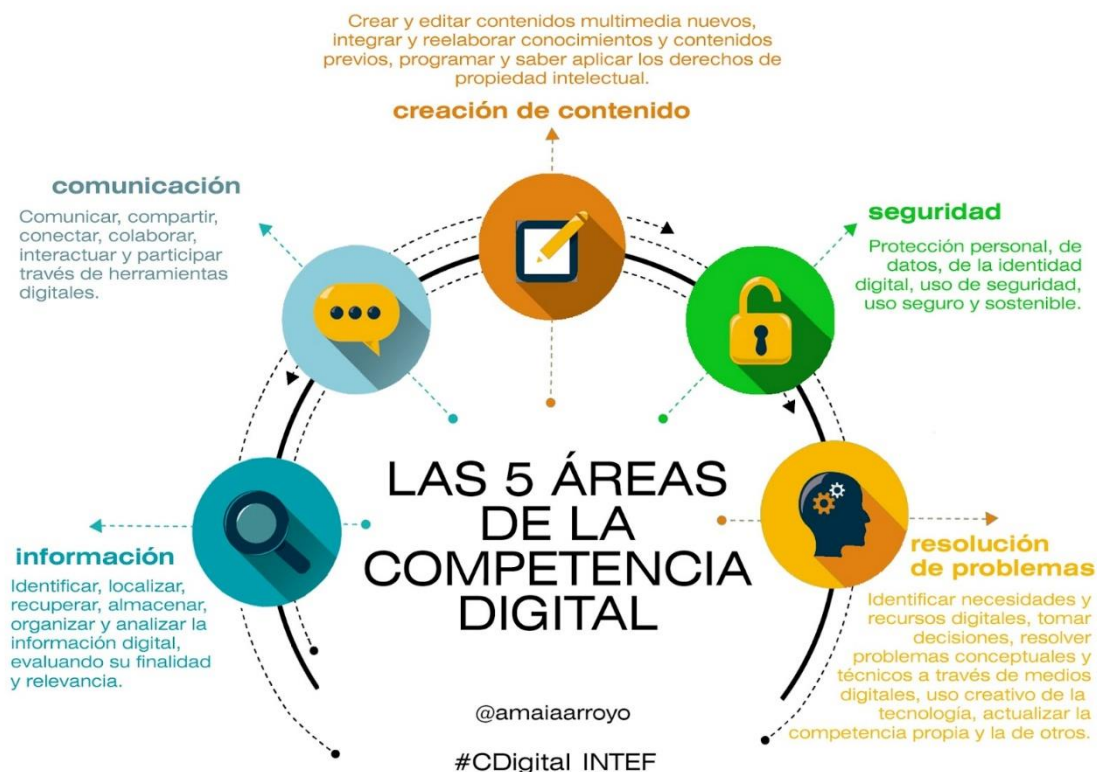 Crear y editar contenidos multimedia nuevos,
integrar y reelaborar conocimientos y contenidos
previos, programar y saber aplicar los derechos de
propiedad intelectual.
creación de contenido
comunicación
Comunicar, compartir,
conectar, colaborar,
interactuar y participar
través de herramientas
digitales.
seguridad
Protección personal, de
datos, de la identidad
digital, uso de seguridad,
uso seguro y sostenible.
LAS 5 ÁREAS
DE LA
COMPETENCIA
DIGITAL
información
Identificar, localizar,
recuperar, almacenar,
organizar y analizar la
información digital,
evaluando su finalidad
y relevancia.
resolución
de problemas
Identificar necesidades y
recursos digitales, tomar
decisiones, resolver
problemas conceptuales y
técnicos a través de medios
digitales, uso creativo de la
tecnología, actualizar la
competencia propia y la de otros.
@amaiaarroyo
#CDigital INTEF